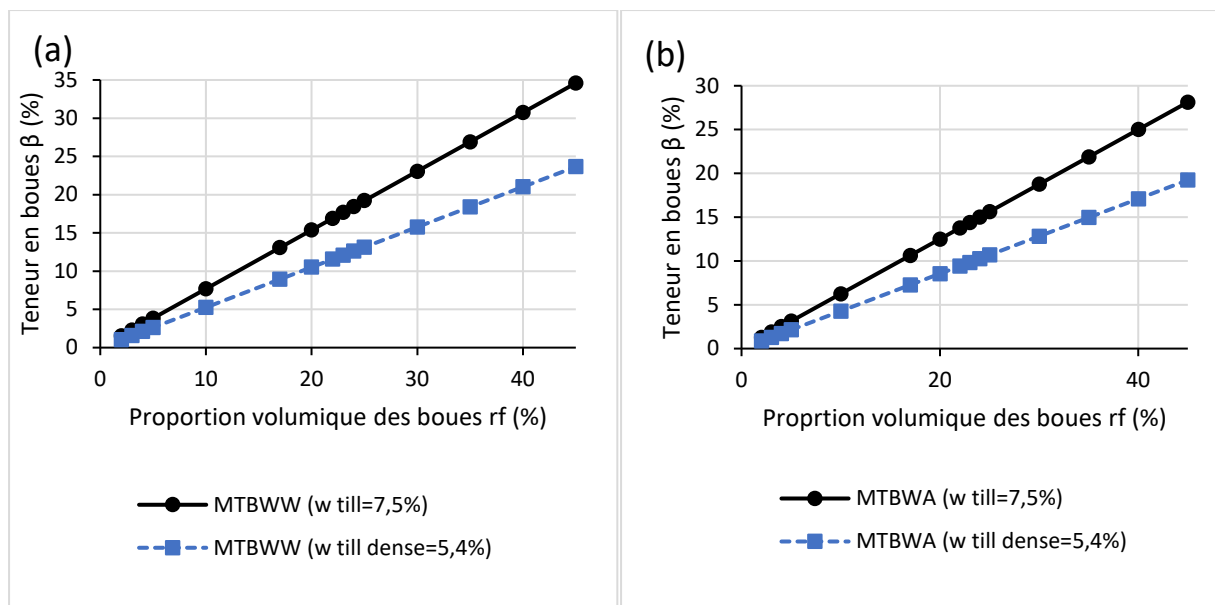 (a)
Teneur en boues β (%)
35
30
25
20
15
10
5
0
0 10 20 30 40
Proportion volumique des boues rf (%)
MTBWW (w till=7,5%)
MTBWW (w till dense=5,4%)
(b)
Teneur en boues β (%)
30
25
20
15
10
5
0
0 20 40
Proprtion volumique des boues rf (%)
MTBWA (w till=7,5%)
MTBWA (w till dense=5,4%)